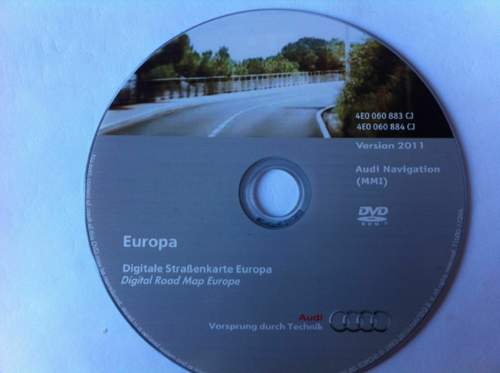 4E0 060 883 CJ
4E0 060 884 CJ
Version 2011
Audi Navigation
(MMI)
DVD
ROM
Europa
Digitale Straßenkarte Europa
Digital Road Map Europe
Audi
Vorsprung durch Technik